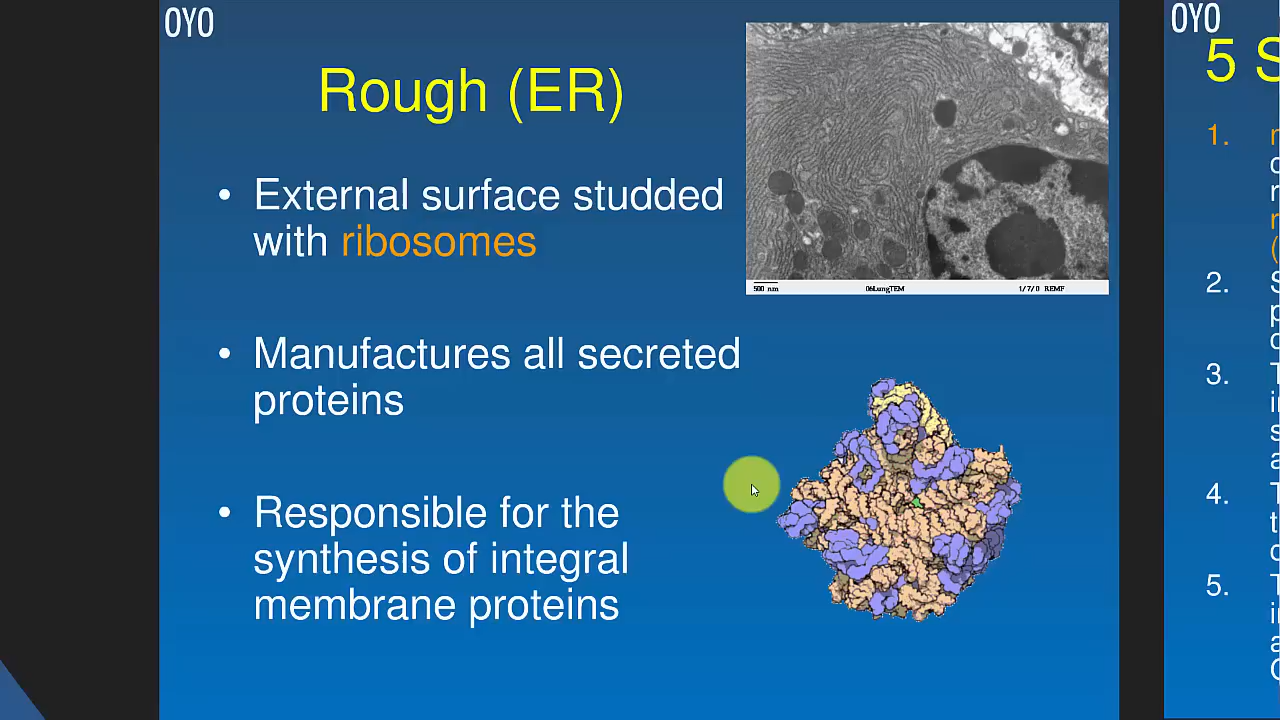 OYO
Rough (ER)
• External surface studded
with ribosomes
• Manufactures all secreted
proteins
• Responsible for the
synthesis of integral
membrane proteins
500 nm 06LungTEM 1/7/0 REMF
OYO
5 S
1.
2.
3.
4.
5.